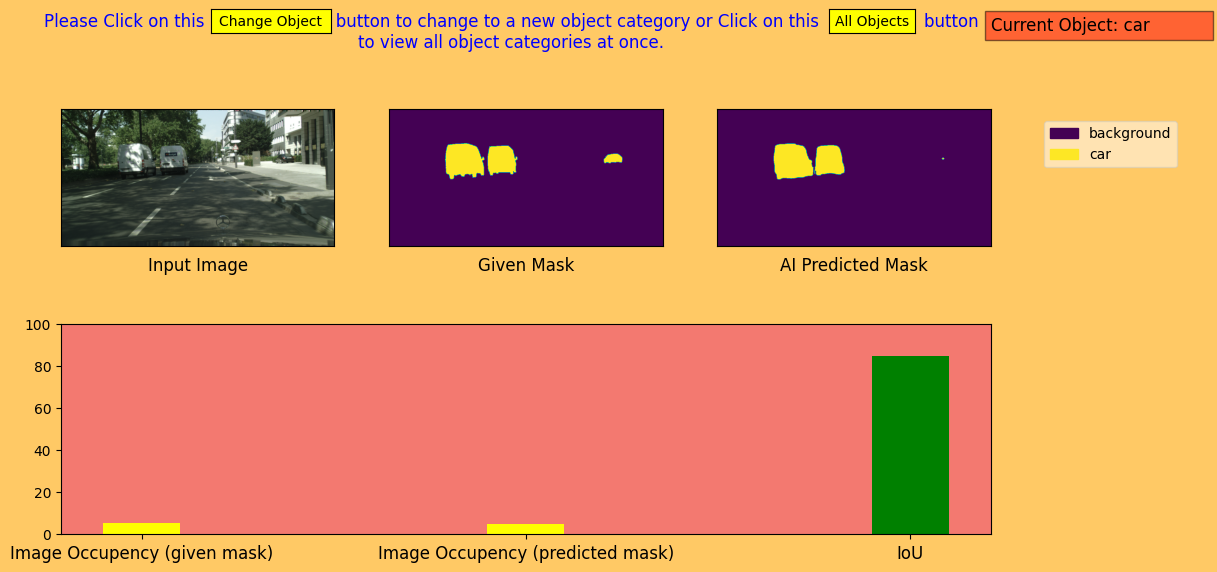 Please Click on this Change Object button to change to a new object category or Click on this All Objects button
to view all object categories at once.
Current Object: car
background
car
Input Image
Given Mask
AI Predicted Mask
100
80
60
40
20
0
Image Occupancy (given mask)
Image Occupancy (predicted mask)
IoU